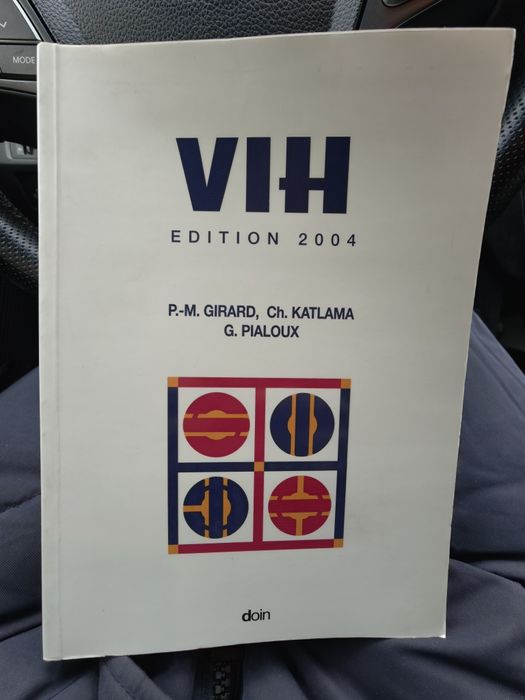 MODE
VIH
EDITION 2004
P.-M. GIRARD, Ch. KATLAMA
G. PIALOUX
doin